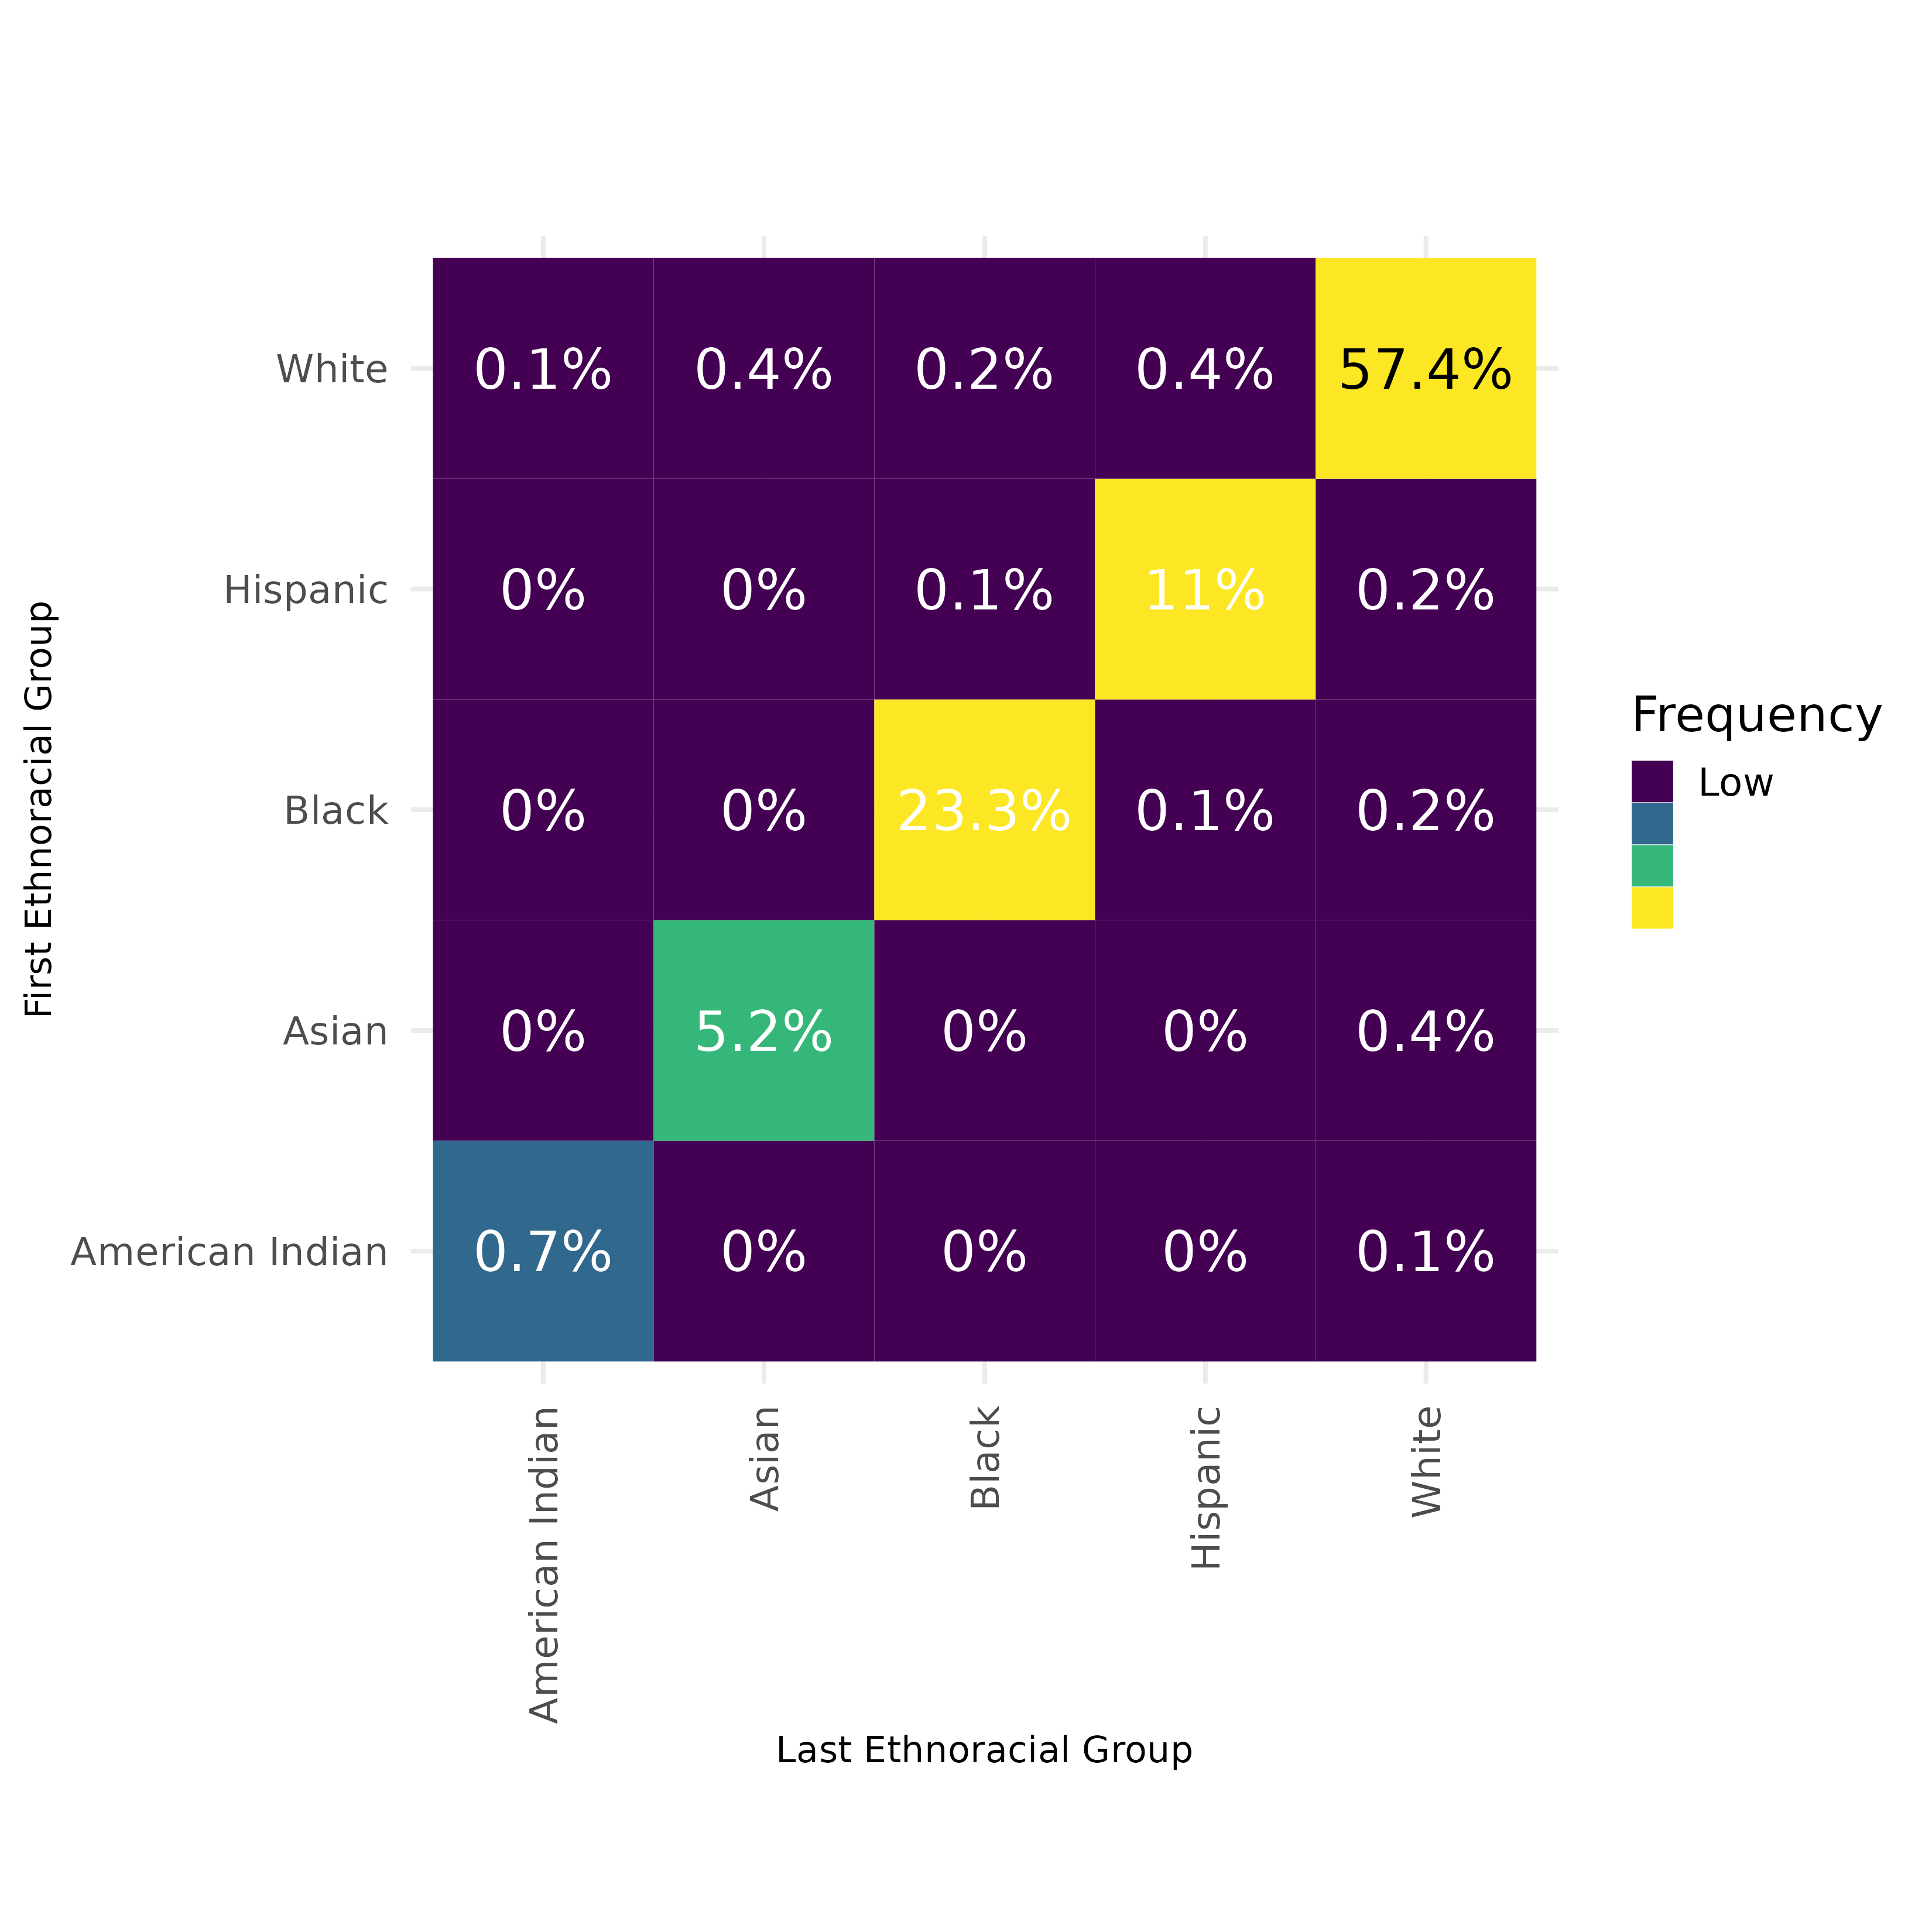 White
0.1% 0.4% 0.2% 0.4% 57.4%
Hispanic
0% 0% 0.1% 11% 0.2%
Black
0% 0% 23.3% 0.1% 0.2%
Asian
0% 5.2% 0% 0% 0.4%
American Indian
0.7% 0% 0% 0% 0.1%
First Ethnoracial Group
American Indian
Asian
Black
Hispanic
White
Last Ethnoracial Group
Frequency
Low